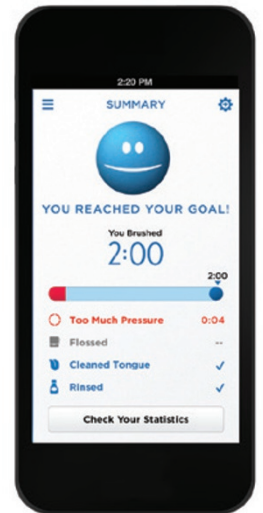 2:20 PM
SUMMARY
YOU REACHED YOUR GOAL!
You Brushed
2:00
2:00
Too Much Pressure 0:04
Flossed --
Cleaned Tongue ✓
Rinsed ✓
Check Your Statistics